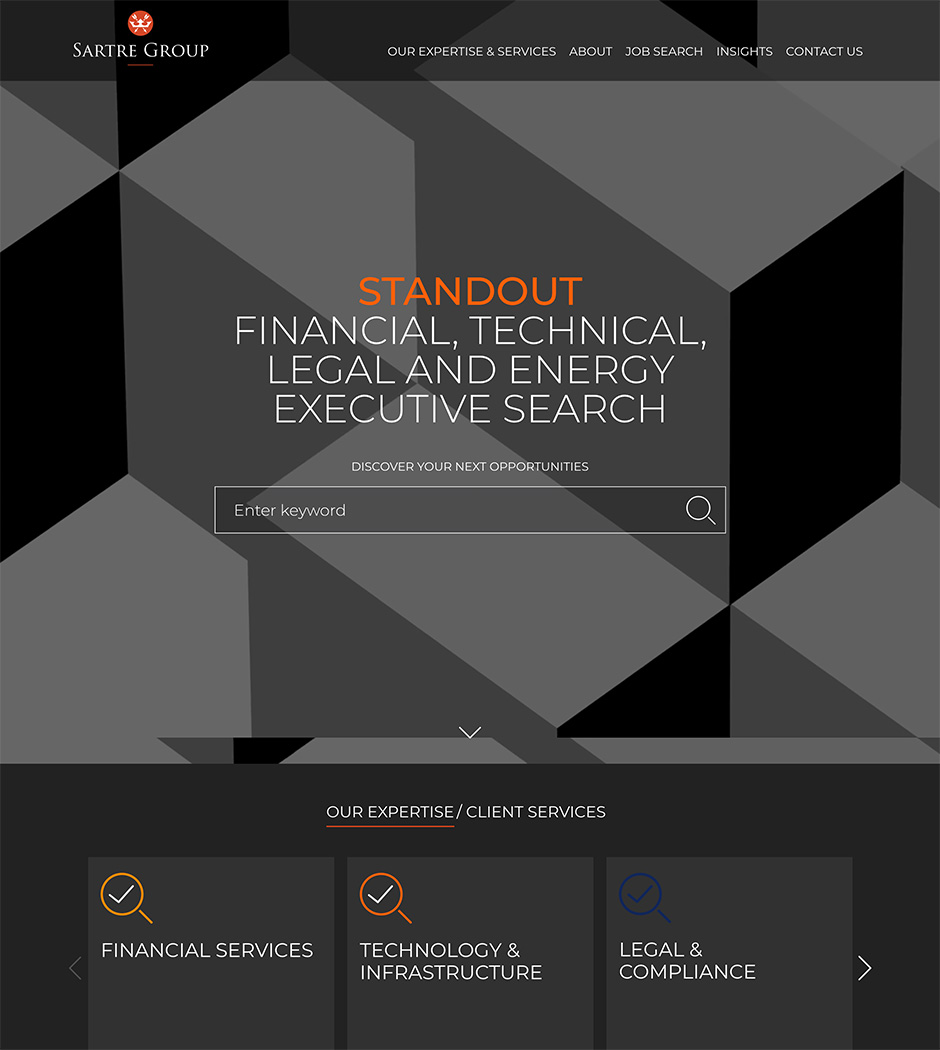 SARTRE GROUP
OUR EXPERTISE & SERVICES ABOUT JOB SEARCH INSIGHTS CONTACT US
STANDOUT
FINANCIAL, TECHNICAL,
LEGAL AND ENERGY
EXECUTIVE SEARCH
DISCOVER YOUR NEXT OPPORTUNITIES
Enter keyword
OUR EXPERTISE / CLIENT SERVICES
FINANCIAL SERVICES
TECHNOLOGY &
INFRASTRUCTURE
LEGAL &
COMPLIANCE